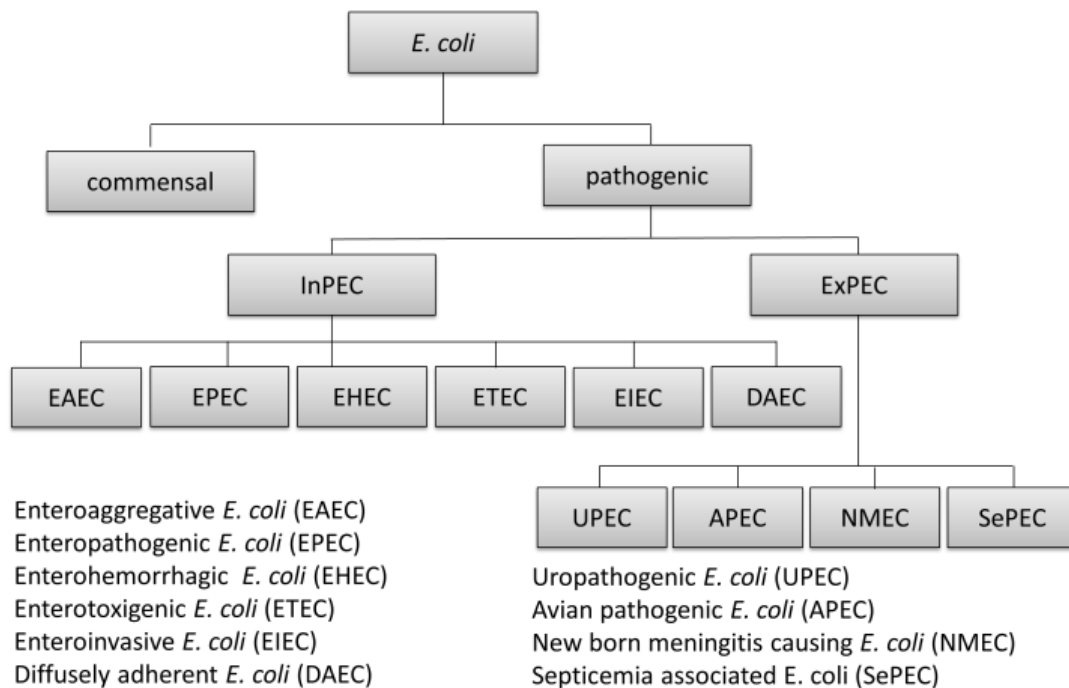 E. coli
commensal
pathogenic
InPEC
ExPEC
EAEC
EPEC
EHEC
ETEC
EIEC
DAEC
UPEC
APEC
NMEC
SePEC
Enteroaggregative E. coli (EAEC)
Enteropathogenic E. coli (EPEC)
Enterohemorrhagic E. coli (EHEC)
Enterotoxigenic E. coli (ETEC)
Enteroinvasive E. coli (EIEC)
Diffusely adherent E. coli (DAEC)
Uropathogenic E. coli (UPEC)
Avian pathogenic E. coli (APEC)
New born meningitis causing E. coli (NMEC)
Septicemia associated E. coli (SePEC)